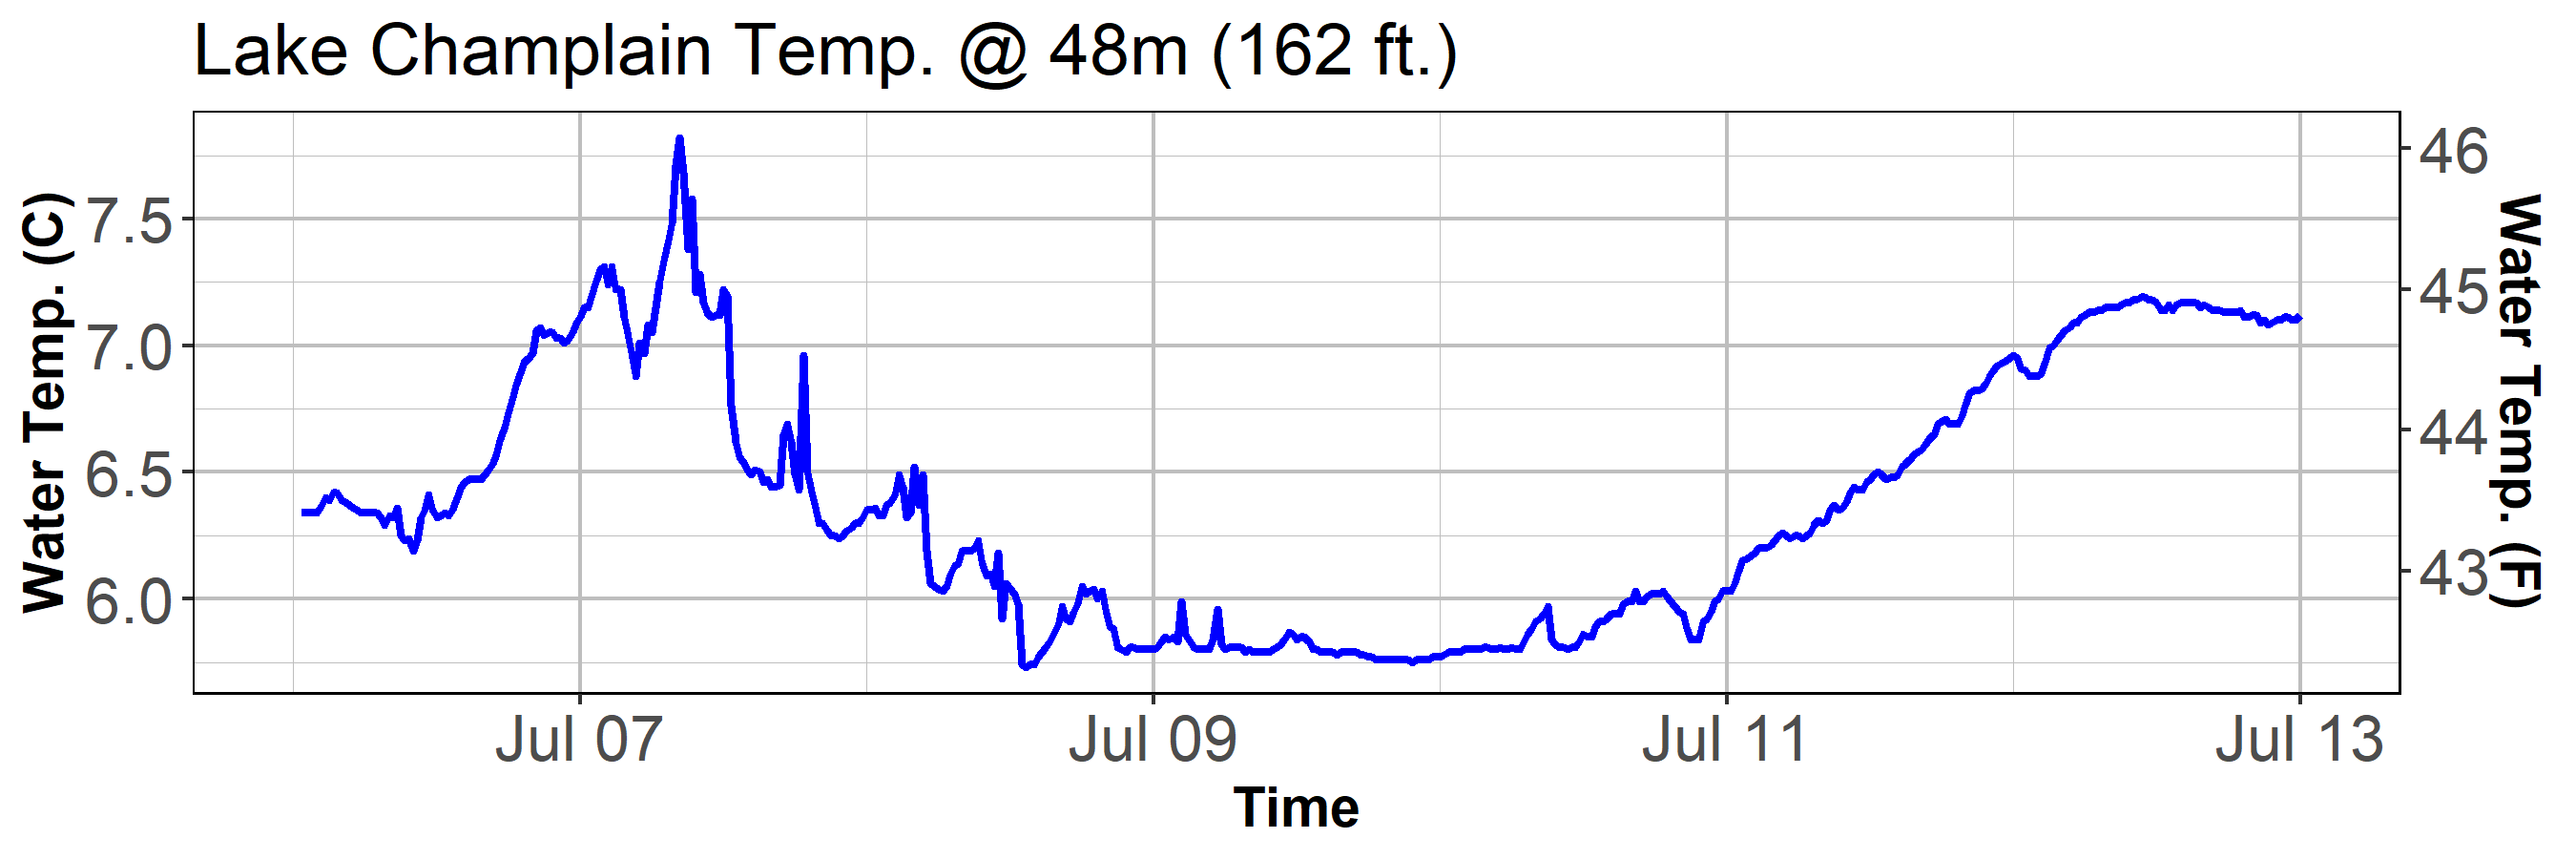 Lake Champlain Temp. @ 48m (162 ft.)
Water Temp. (C)
7.5
7.0
6.5
6.0
46
45
44
43
Water Temp. (F)
Jul 07
Jul 09
Jul 11
Jul 13
Time